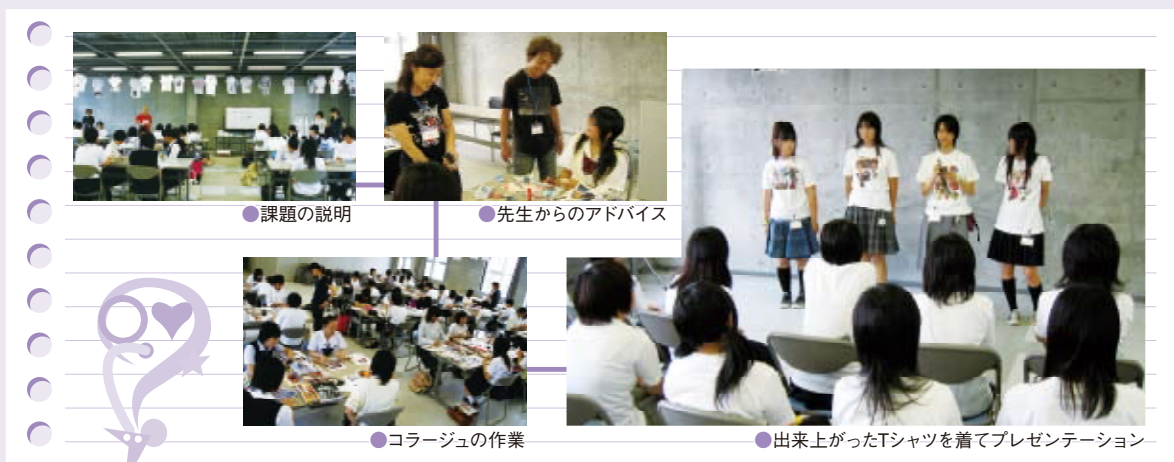 ●課題の説明
●先生からのアドバイス
●コラージュの作業
●出来上がったTシャツを着てプレゼンテーション